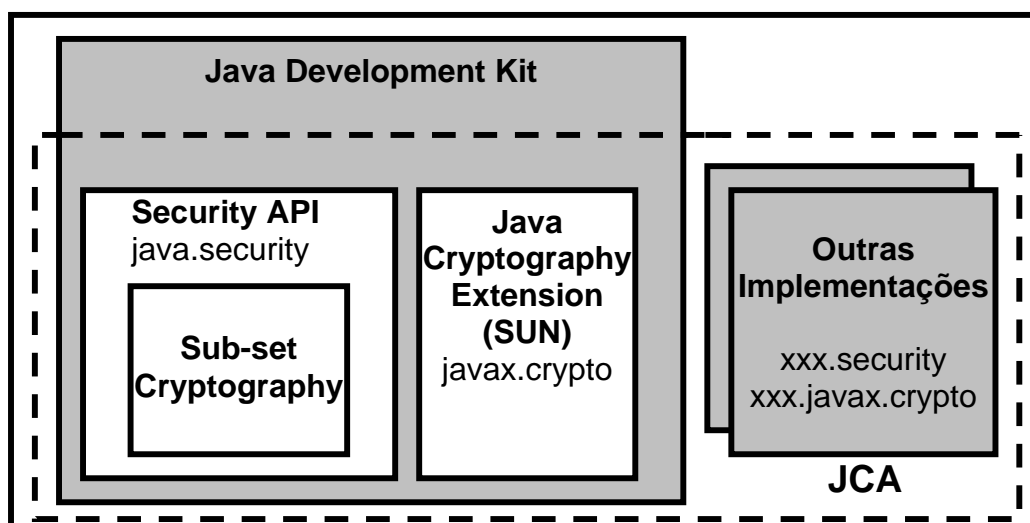 Java Development Kit
Security API
java.security
Sub-set
Cryptography
Java
Cryptography
Extension
(SUN)
javax.crypto
Outras
Implementações
xxx.security
xxx.javax.crypto
JCA